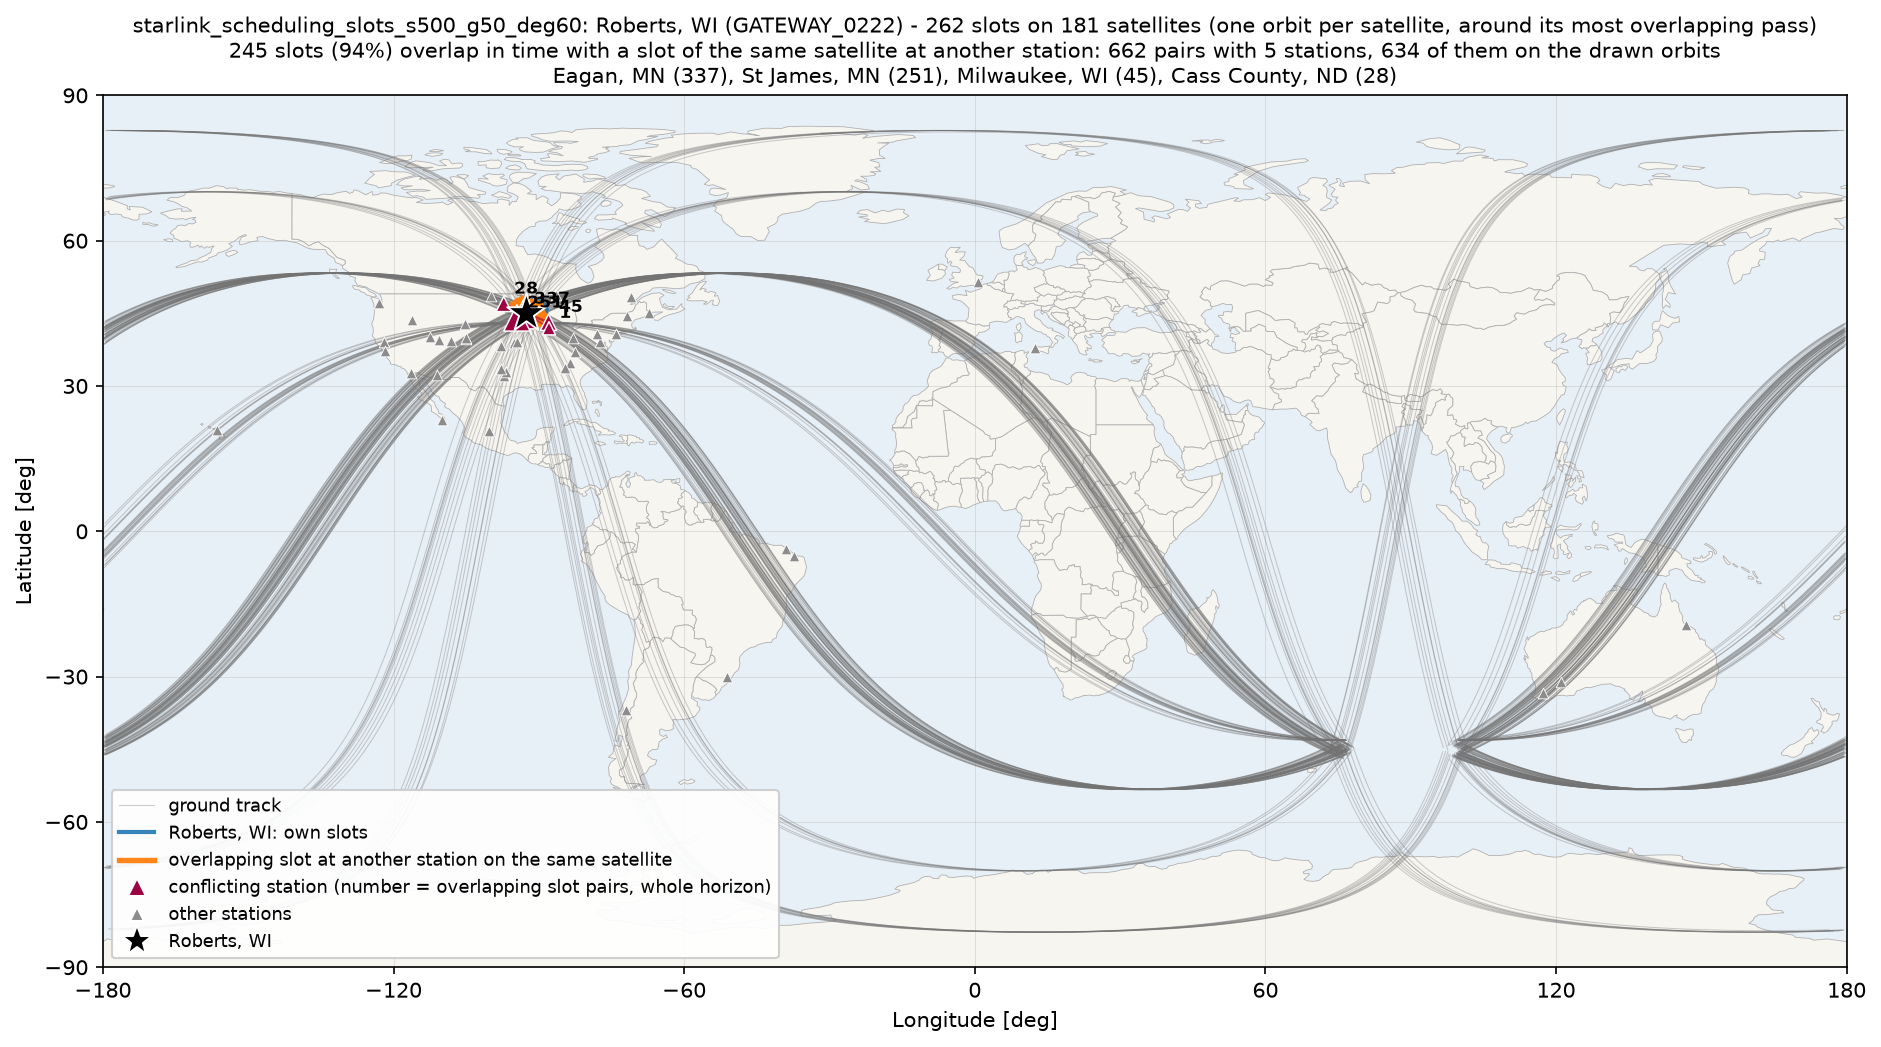 starlink_scheduling_slots_s500_g50_deg60: Roberts, WI (GATEWAY_0222) - 262 slots on 181 satellites (one orbit per satellite, around its most overlapping pass)
245 slots (94%) overlap in time with a slot of the same satellite at another station: 662 pairs with 5 stations, 634 of them on the drawn orbits
Eagan, MN (337), St James, MN (251), Milwaukee, WI (45), Cass County, ND (28)
90
60
30
0
−30
−60
−90
Latitude [deg]
28
337
251
45
1
ground track
Roberts, WI: own slots
overlapping slot at another station on the same satellite
conflicting station (number = overlapping slot pairs, whole horizon)
other stations
Roberts, WI
−180
−120
−60
0
60
120
180
Longitude [deg]